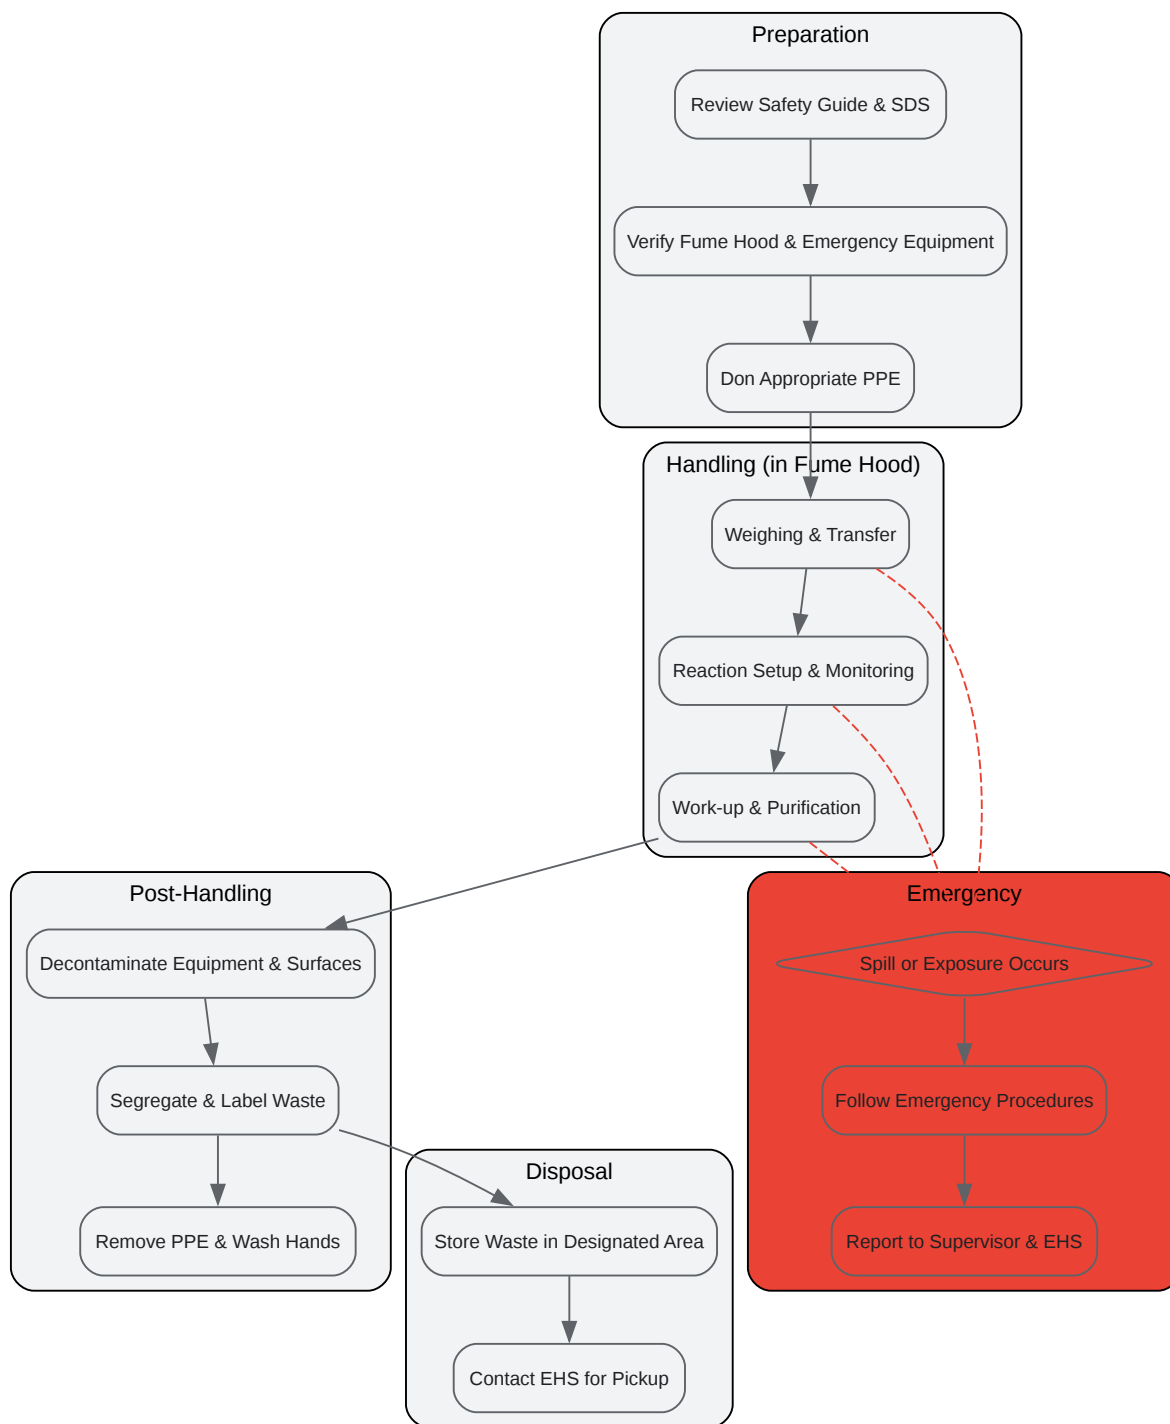 Preparation
Review Safety Guide & SDS
Verify Fume Hood & Emergency Equipment
Don Appropriate PPE
Handling (in Fume Hood)
Weighing & Transfer
Reaction Setup & Monitoring
Work-up & Purification
Post-Handling
Decontaminate Equipment & Surfaces
Segregate & Label Waste
Remove PPE & Wash Hands
Disposal
Store Waste in Designated Area
Contact EHS for Pickup
Emergency
Spill or Exposure Occurs
Follow Emergency Procedures
Report to Supervisor & EHS